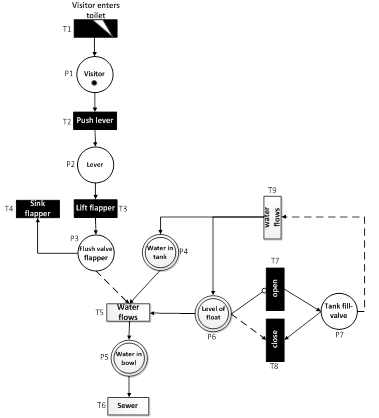 Visitor enters
toilet
T1
P1
Visitor
T2
Push lever
P2
Lever
T9
water
flows
T4
Sink
flapper
Lift flapper
T3
P3
Flush valve
flapper
Water in
tank
P4
T7
open
T5
Water
flows
Level of
float
P6
Tank fill-
valve
P7
close
T8
P5
Water in
bowl
T6
Sewer